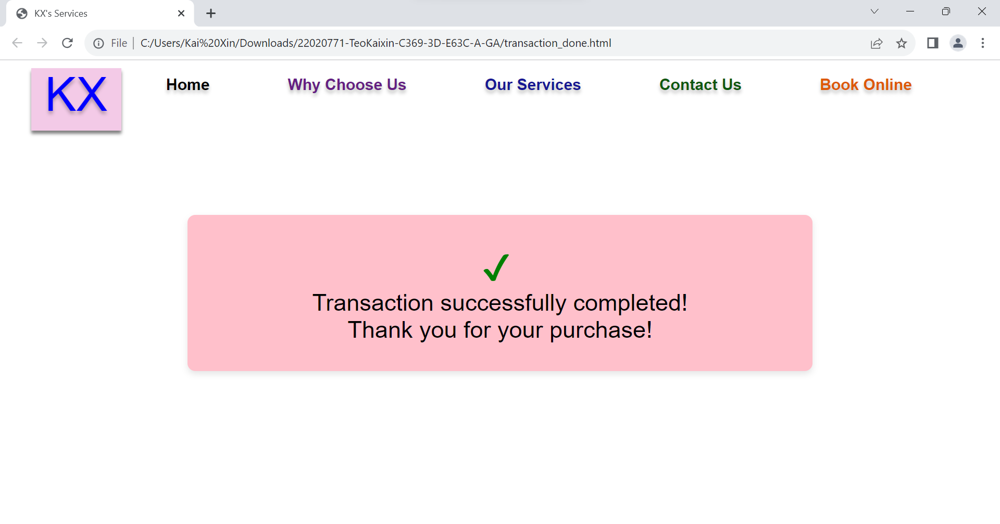 KX's Services
File
C:/Users/Kai%20Xin/Downloads/22020771-TeoKaixin-C369-3D-E63C-A-GA/transaction_done.html
KX
Home
Why Choose Us
Our Services
Contact Us
Book Online
✓
Transaction successfully completed!
Thank you for your purchase!